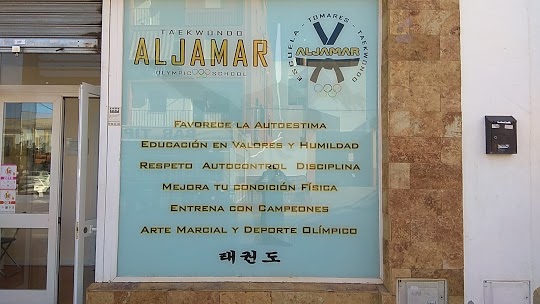 TAEKWONDO
ALJAMAR
OLYMPIC SCHOOL
ESCUELA - TOMARES - TAEKWONDO
ALJAMAR
FAVORECE LA AUTOESTIMA
EDUCACIÓN EN VALORES Y HUMILDAD
RESPETO AUTOCONTROL DISCIPLINA
MEJORA TU CONDICIÓN FÍSICA
ENTRENA CON CAMPEONES
ARTE MARCIAL Y DEPORTE OLÍMPICO
태권도